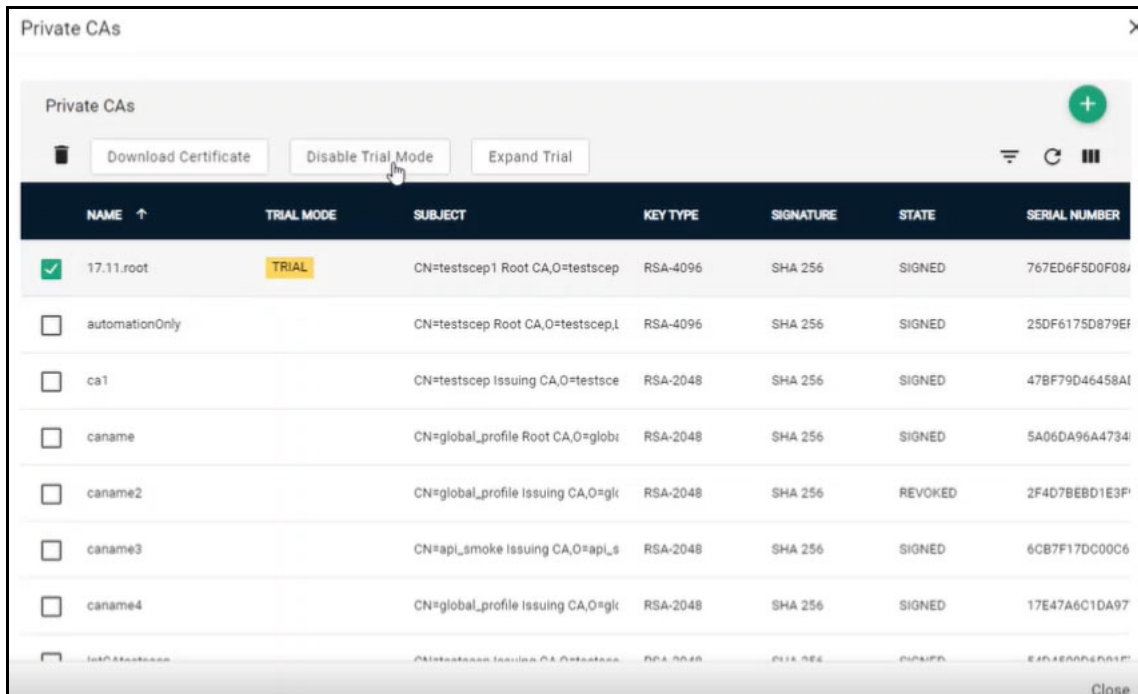 Private CAs
Private CAs
Download Certificate Disable Trial Mode Expand Trial
NAME TRIAL MODE SUBJECT KEY TYPE SIGNATURE STATE SERIAL NUMBER
17.11.root TRIAL CN=testscep1 Root CA,O=testscep RSA-4096 SHA 256 SIGNED 767ED6F5D0F08
automationOnly CN=testscep Root CA,O=testscep, RSA-4096 SHA 256 SIGNED 25DF6175D879E
ca1 CN=testscep Issuing CA,O=testsce RSA-2048 SHA 256 SIGNED 47BF79D46458A
caname CN=global_profile Root CA,O=globa RSA-2048 SHA 256 SIGNED 5A06DA96A4734
caname2 CN=global_profile Issuing CA,O=glo RSA-2048 SHA 256 REVOKED 2F4D7BEBD1E3F
caname3 CN=api_smoke Issuing CA,O=api_s RSA-2048 SHA 256 SIGNED 6CB7F17DC00C6
caname4 CN=global_profile Issuing CA,O=glo RSA-2048 SHA 256 SIGNED 17E47A6C1DA97
Close